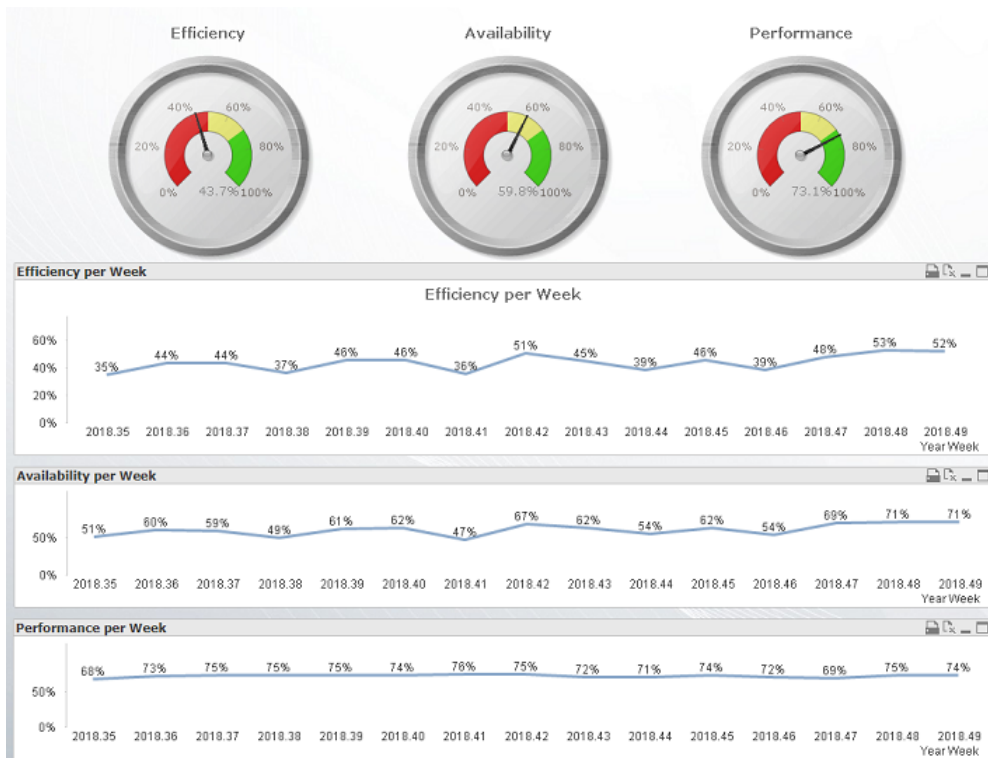 Efficiency Availability Performance
40% 60% 40% 60% 40% 60%
20% 80% 20% 80% 20% 80%
0% 43.7% 100% 0% 59.8% 100% 0% 73.1% 100%
Efficiency per Week
Efficiency per Week
60%
40%
20%
0%
35% 44% 44% 37% 46% 46% 36% 51% 45% 39% 46% 39% 48% 53% 52%
2018.35 2018.36 2018.37 2018.38 2018.39 2018.40 2018.41 2018.42 2018.43 2018.44 2018.45 2018.46 2018.47 2018.48 2018.49
YearWeek
Availability per Week
51% 60% 59% 49% 61% 62% 47% 67% 62% 54% 62% 54% 69% 71% 71%
50%
0%
2018.35 2018.36 2018.37 2018.38 2018.39 2018.40 2018.41 2018.42 2018.43 2018.44 2018.45 2018.46 2018.47 2018.48 2018.49
YearWeek
Performance per Week
68% 73% 75% 75% 75% 74% 76% 75% 72% 71% 74% 72% 69% 75% 74%
50%
0%
2018.35 2018.36 2018.37 2018.38 2018.39 2018.40 2018.41 2018.42 2018.43 2018.44 2018.45 2018.46 2018.47 2018.48 2018.49
YearWeek